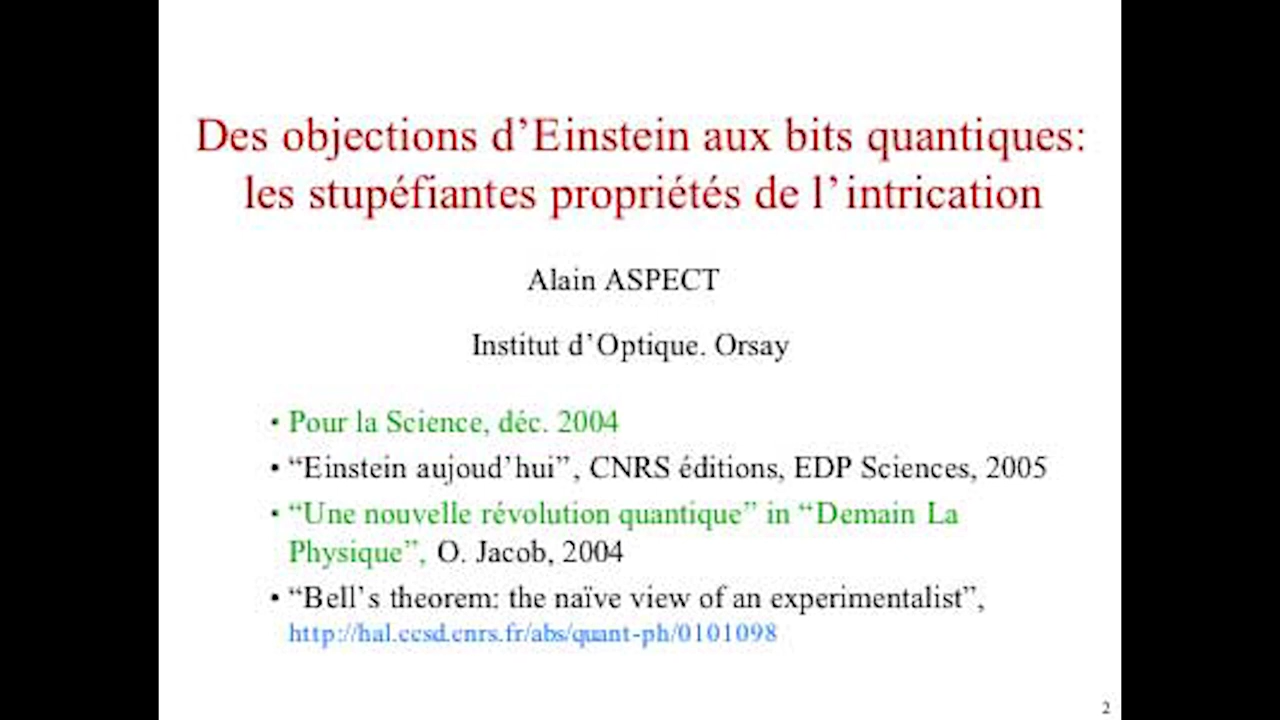 Des objections d’Einstein aux bits quantiques:
les stupéfiantes propriétés de l’intrication
Alain ASPECT
Institut d’Optique. Orsay
• Pour la Science, déc. 2004
• “Einstein aujoud’hui”, CNRS éditions, EDP Sciences, 2005
• “Une nouvelle révolution quantique” in “Demain La
Physique”, O. Jacob, 2004
• “Bell’s theorem: the naïve view of an experimentalist”,
http://hal.ccsd.cnrs.fr/abs/quant-ph/0101098
2